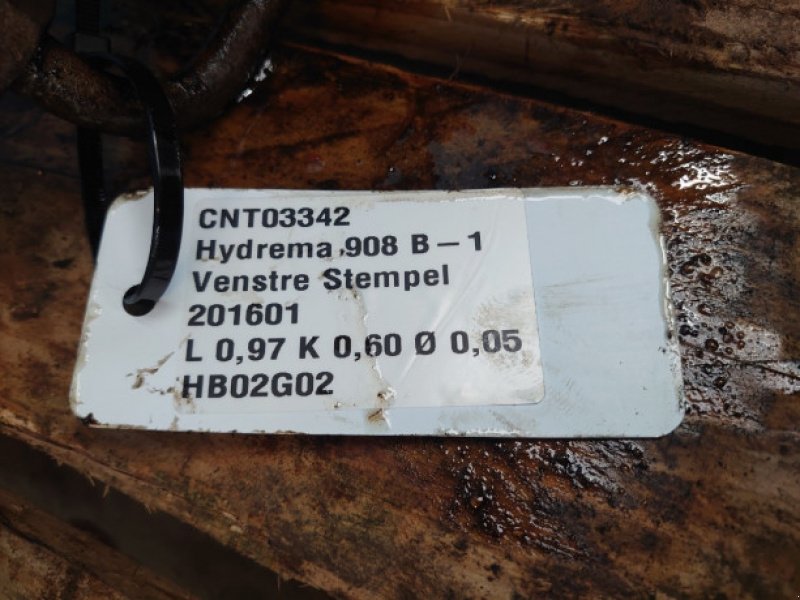 CNT03342
Hydrema 908 B - 1
Venstre Stempel
201601
L 0,97 K 0,60 Ø 0,05
HB02G02